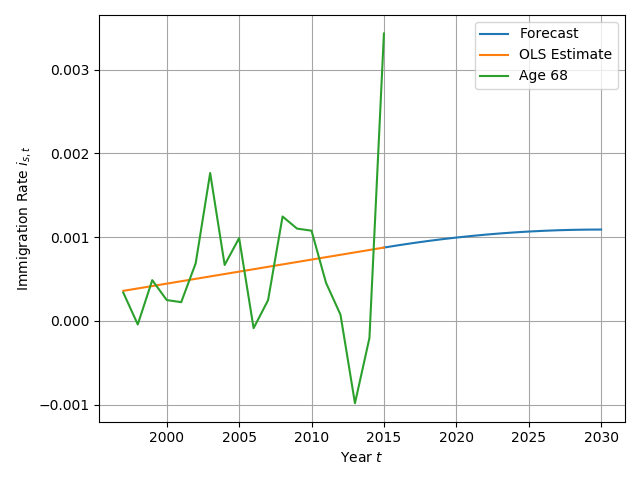 Forecast
OLS Estimate
Age 68
Immigration Rate i_{s,t}
0.003
0.002
0.001
0.000
−0.001
2000 2005 2010 2015 2020 2025 2030
Year t